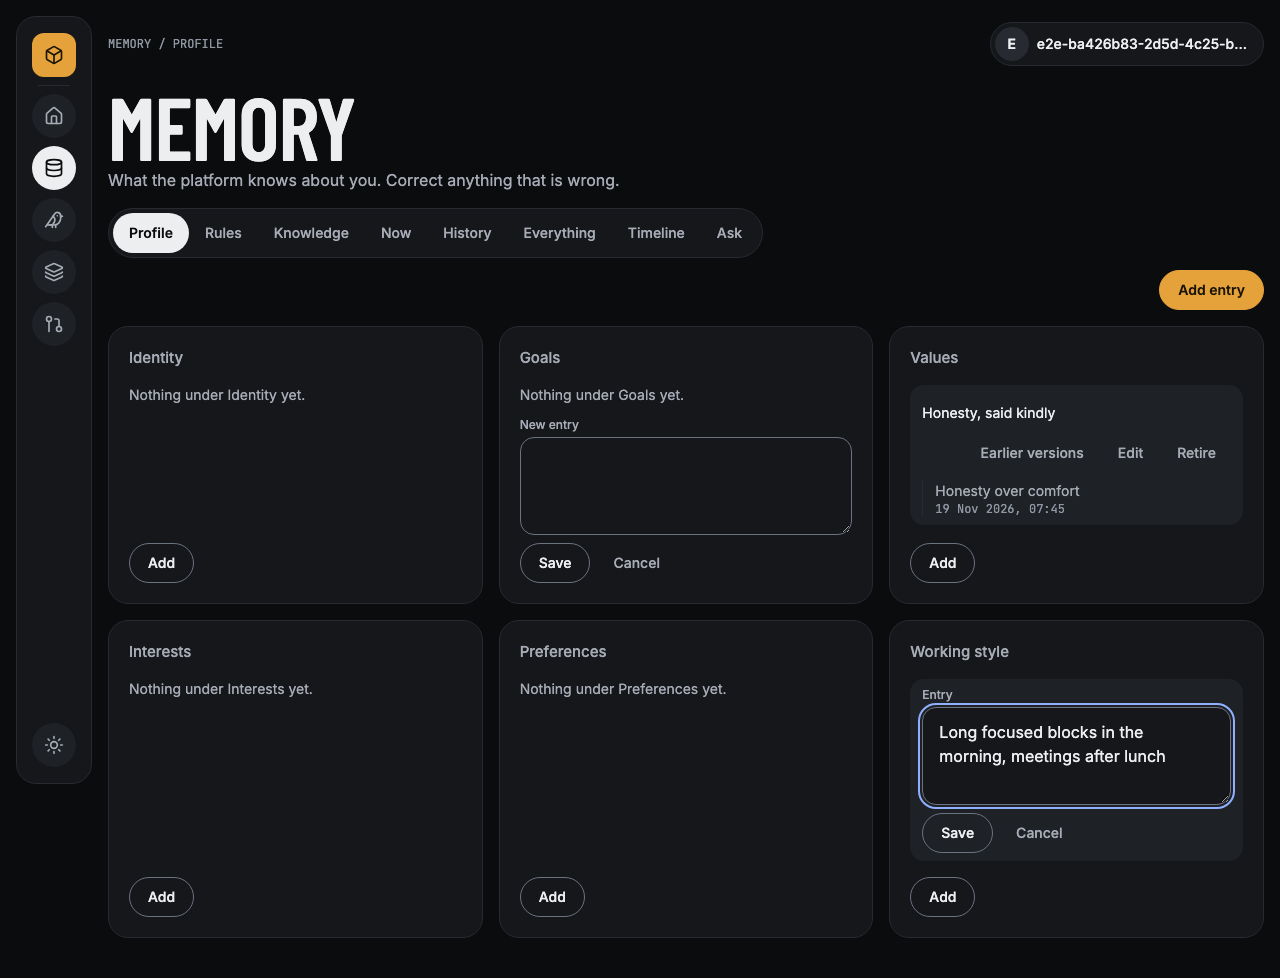 MEMORY / PROFILE
E
e2e-ba426b83-2d5d-4c25-b...
MEMORY
What the platform knows about you. Correct anything that is wrong.
Profile
Rules
Knowledge
Now
History
Everything
Timeline
Ask
Add entry
Identity
Nothing under Identity yet.
Add
Goals
Nothing under Goals yet.
New entry
Save
Cancel
Values
Honesty, said kindly
Earlier versions
Edit
Retire
Honesty over comfort
19 Nov 2026, 07:45
Add
Interests
Nothing under Interests yet.
Add
Preferences
Nothing under Preferences yet.
Add
Working style
Entry
Long focused blocks in the
morning, meetings after lunch
Save
Cancel
Add